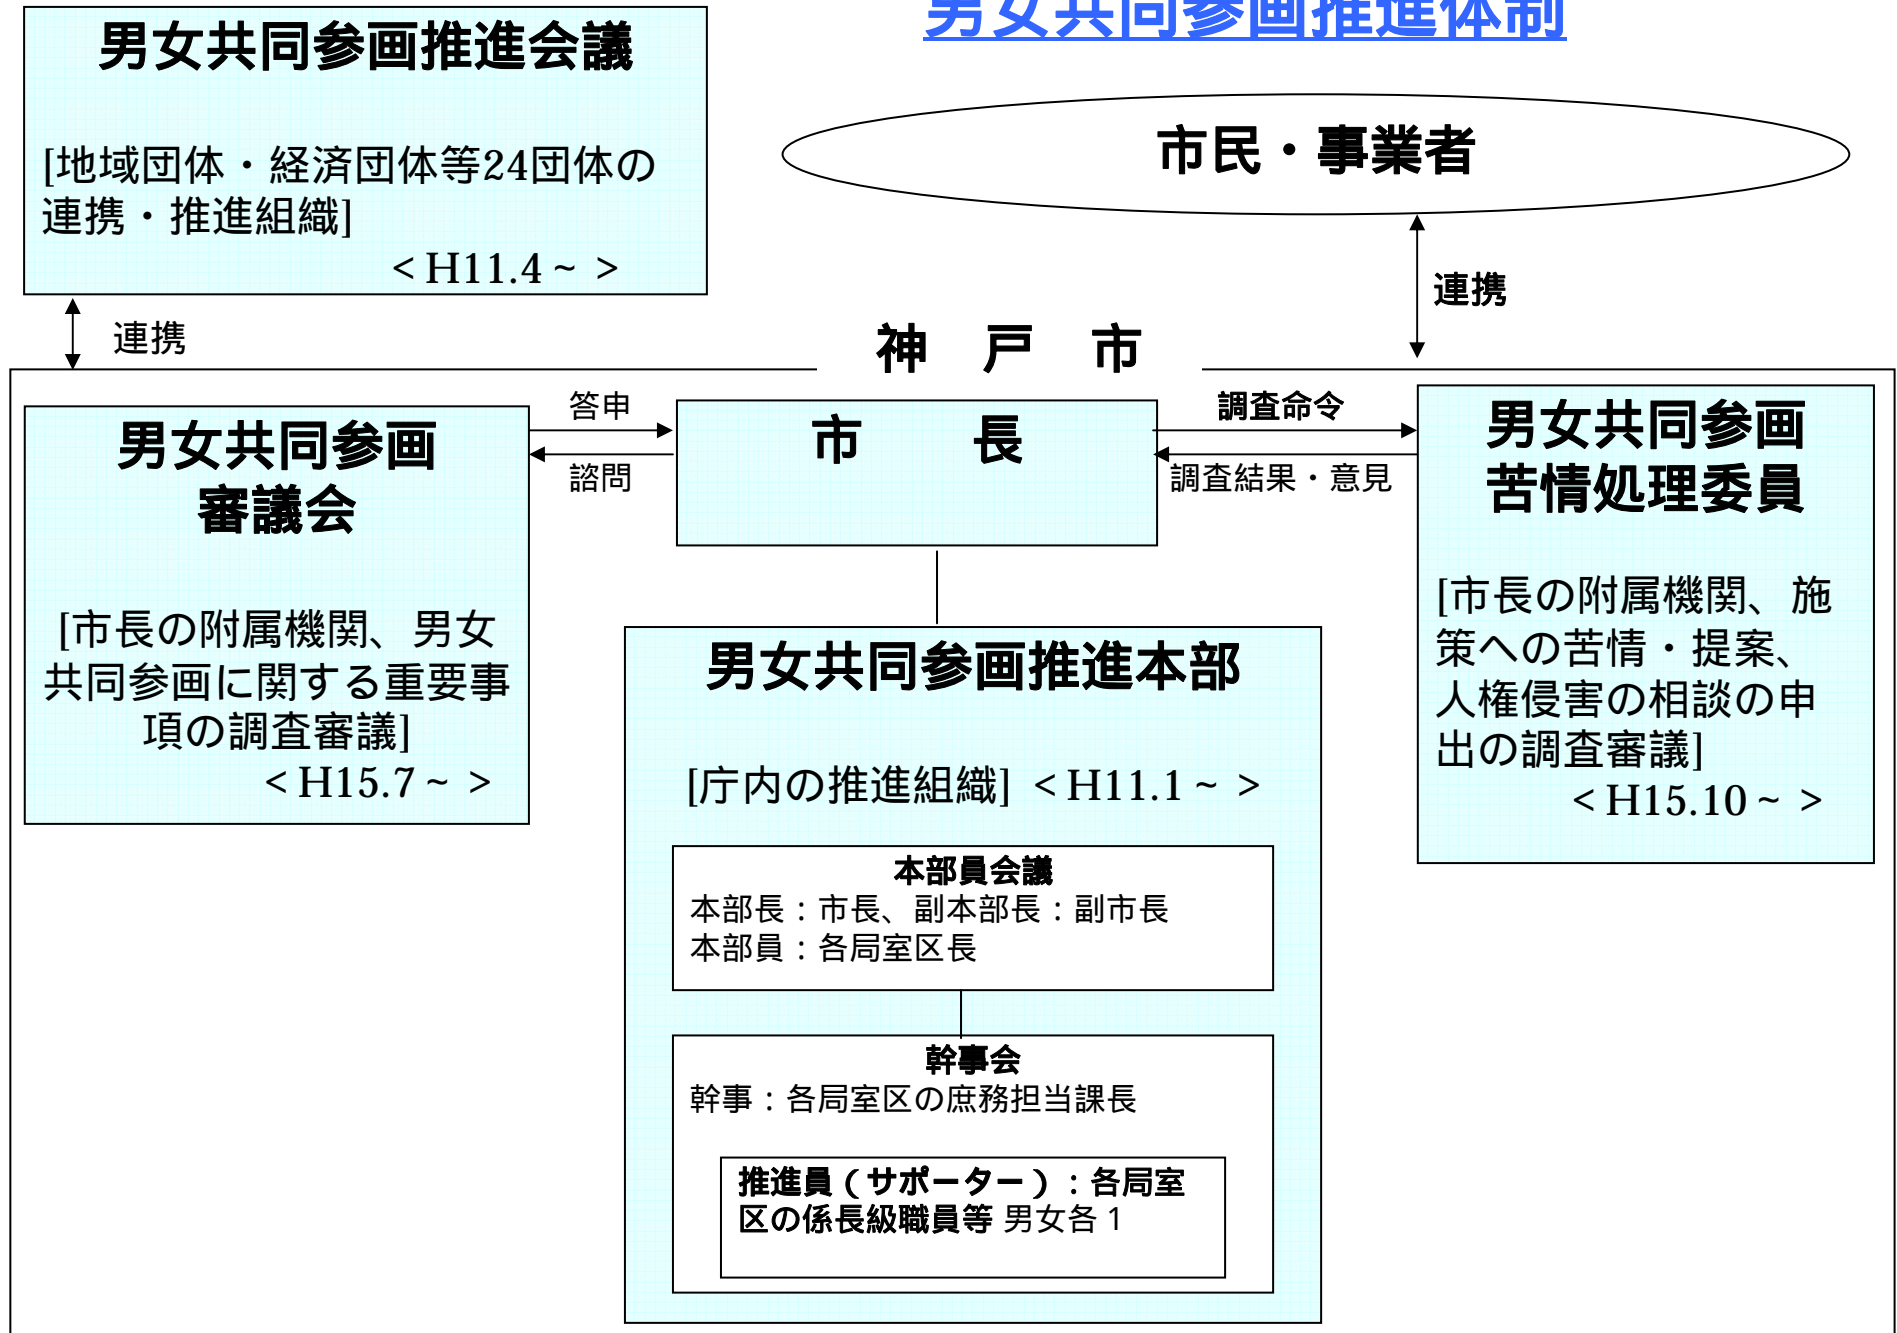 男女共同参画推進体制
男女共同参画推進会議
[地域団体・経済団体等24団体の
連携・推進組織]
<H11.4~ >
市民・事業者
連携
連携
神 戸 市
男女共同参画
審議会
[市長の附属機関、男女
共同参画に関する重要事
項の調査審議]
<H15.7~ >
答申
諮問
市 長
調査命令
調査結果・意見
男女共同参画
苦情処理委員
[市長の附属機関、施
策への苦情・提案、
人権侵害の相談の申
出の調査審議]
<H15.10~ >
男女共同参画推進本部
[庁内の推進組織] <H11.1~ >
本部員会議
本部長：市長、副本部長：副市長
本部員：各局室区長
幹事会
幹事：各局室区の庶務担当課長
推進員（サポーター）：各局室
区の係長級職員等 男女各１